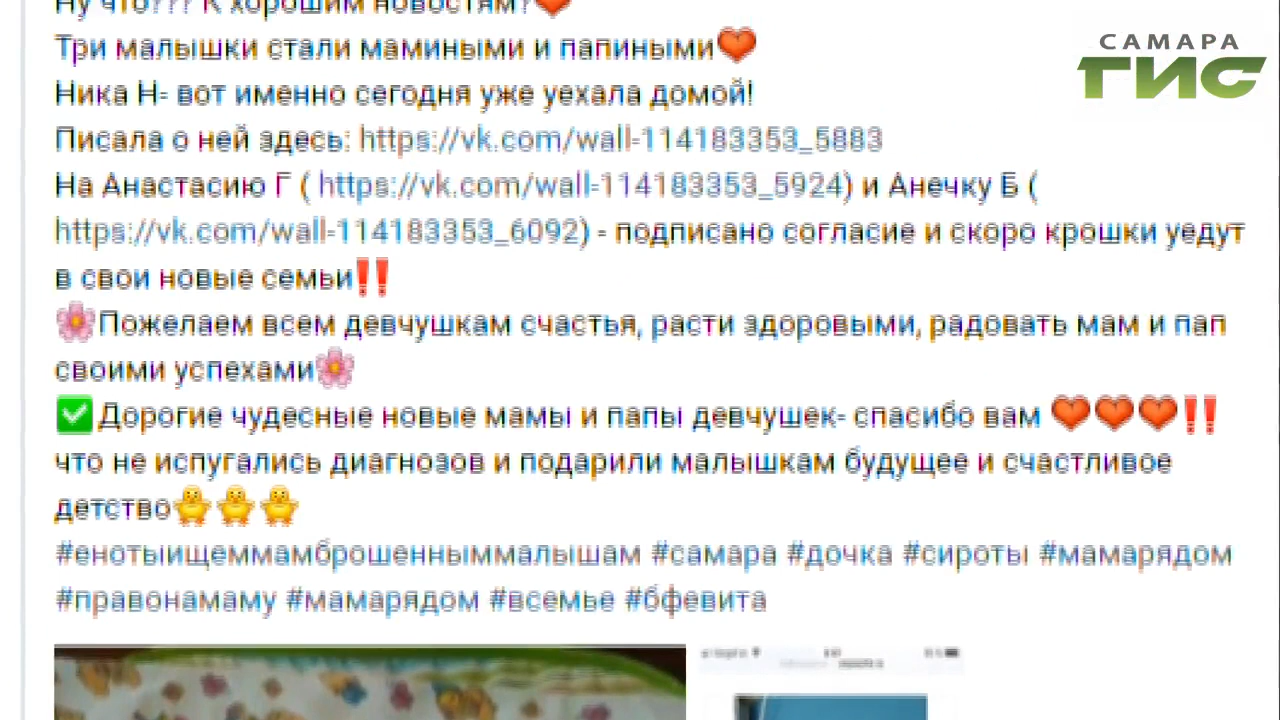 Ну что??? К хорошим новостям?❤
Три малышки стали мамиными и папиными❤
Ника Н- вот именно сегодня уже уехала домой!
Писала о ней здесь: https://vk.com/wall-114183353_5883
На Анастасию Г ( https://vk.com/wall-114183353_5924) и Анечку Б (
https://vk.com/wall-114183353_6092) - подписано согласие и скоро крошки уедут
в свои новые семьи‼
🌸Пожелаем всем девчушкам счастья, расти здоровыми, радовать мам и пап
своими успехами🌸
✅Дорогие чудесные новые мамы и папы девчушек- спасибо вам ❤❤❤‼
что не испугались диагнозов и подарили малышкам будущее и счастливое
детство🐥🐥🐥
#енотыищеммамброшенныммалышам #самара #дочка #сироты #мамарядом
#правонамаму #мамарядом #всемье #бфевита
САМАРА
ГИС